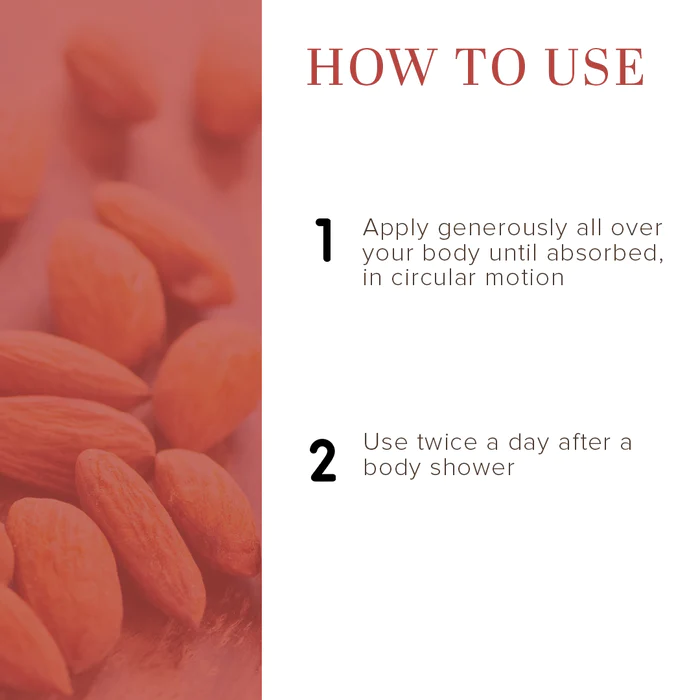 HOW TO USE
1
Apply generously all over
your body until absorbed,
in circular motion
2
Use twice a day after a
body shower